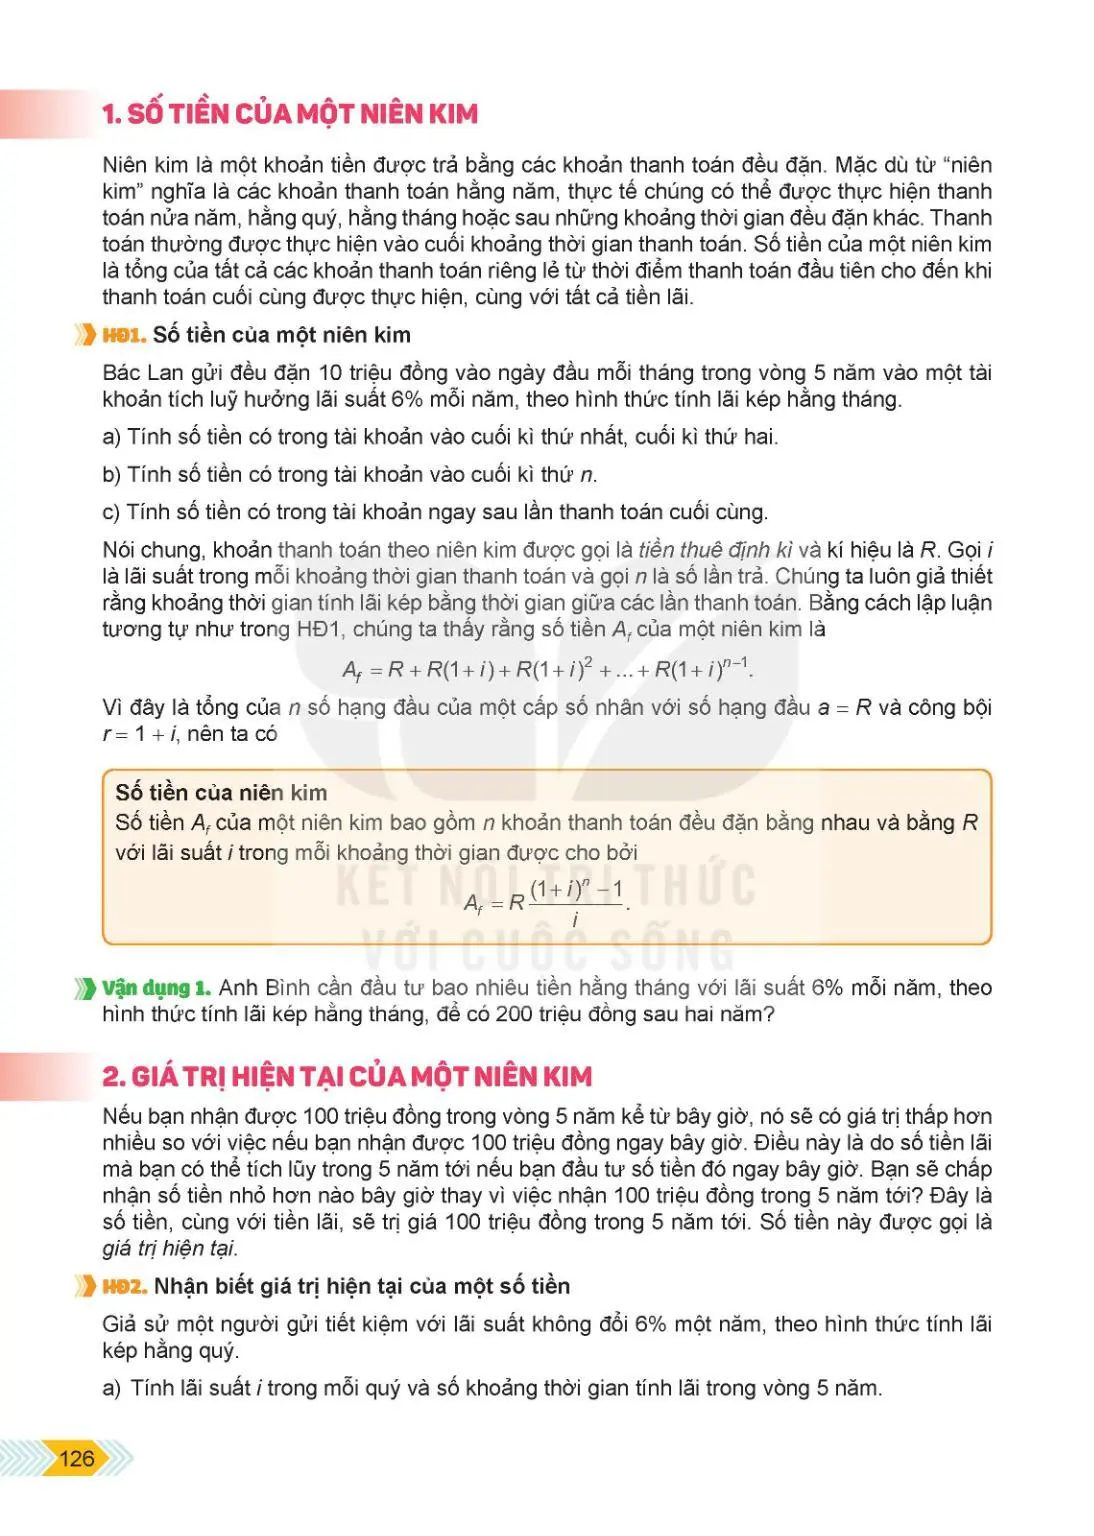 1. SỐ TIỀN CỦA MỘT NIÊN KIM
Niên kim là một khoản tiền được trả bằng các khoản thanh toán đều đặn. Mặc dù từ “niên
kim” nghĩa là các khoản thanh toán hằng năm, thực tế chúng có thể được thực hiện thanh
toán nửa năm, hằng quý, hằng tháng hoặc sau những khoảng thời gian đều đặn khác. Thanh
toán thường được thực hiện vào cuối khoảng thời gian thanh toán. Số tiền của một niên kim
là tổng của tất cả các khoản thanh toán riêng lẻ từ thời điểm thanh toán đầu tiên cho đến khi
thanh toán cuối cùng được thực hiện, cùng với tất cả tiền lãi.
HĐ1. Số tiền của một niên kim
Bác Lan gửi đều đặn 10 triệu đồng vào ngày đầu mỗi tháng trong vòng 5 năm vào một tài
khoản tích luỹ hưởng lãi suất 6% mỗi năm, theo hình thức tính lãi kép hằng tháng.
a) Tính số tiền có trong tài khoản vào cuối kì thứ nhất, cuối kì thứ hai.
b) Tính số tiền có trong tài khoản vào cuối kì thứ n.
c) Tính số tiền có trong tài khoản ngay sau lần thanh toán cuối cùng.
Nói chung, khoản thanh toán theo niên kim được gọi là tiền thuê định kì và kí hiệu là R. Gọi i
là lãi suất trong mỗi khoảng thời gian thanh toán và gọi n là số lần trả. Chúng ta luôn giả thiết
rằng khoảng thời gian tính lãi kép bằng thời gian giữa các lần thanh toán. Bằng cách lập luận
tương tự như trong HĐ1, chúng ta thấy rằng số tiền A_f của một niên kim là
A_f = R + R(1 + i) + R(1 + i)² + ... + R(1 + i)ⁿ⁻¹.
Vì đây là tổng của n số hạng đầu của một cấp số nhân với số hạng đầu a = R và công bội
r = 1 + i, nên ta có
Số tiền của niên kim
Số tiền A_f của một niên kim bao gồm n khoản thanh toán đều đặn bằng nhau và bằng R
với lãi suất i trong mỗi khoảng thời gian được cho bởi
A_f = R ((1 + i)ⁿ − 1)/i.
KẾT NỐI TRI THỨC
VỚI CUỘC SỐNG
Vận dụng 1. Anh Bình cần đầu tư bao nhiêu tiền hằng tháng với lãi suất 6% mỗi năm, theo
hình thức tính lãi kép hằng tháng, để có 200 triệu đồng sau hai năm?
2. GIÁ TRỊ HIỆN TẠI CỦA MỘT NIÊN KIM
Nếu bạn nhận được 100 triệu đồng trong vòng 5 năm kể từ bây giờ, nó sẽ có giá trị thấp hơn
nhiều so với việc nếu bạn nhận được 100 triệu đồng ngay bây giờ. Điều này là do số tiền lãi
mà bạn có thể tích lũy trong 5 năm tới nếu bạn đầu tư số tiền đó ngay bây giờ. Bạn sẽ chấp
nhận số tiền nhỏ hơn nào bây giờ thay vì việc nhận 100 triệu đồng trong 5 năm tới? Đây là
số tiền, cùng với tiền lãi, sẽ trị giá 100 triệu đồng trong 5 năm tới. Số tiền này được gọi là
giá trị hiện tại.
HĐ2. Nhận biết giá trị hiện tại của một số tiền
Giả sử một người gửi tiết kiệm với lãi suất không đổi 6% một năm, theo hình thức tính lãi
kép hằng quý.
a) Tính lãi suất i trong mỗi quý và số khoảng thời gian tính lãi trong vòng 5 năm.
126